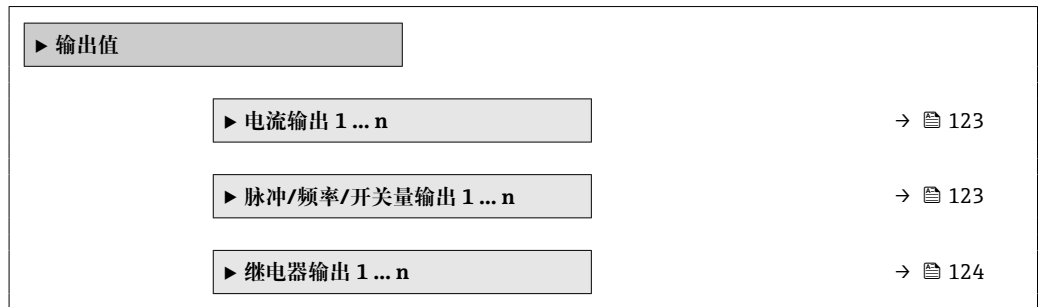 ▶ 输出值
▶ 电流输出 1 … n → 🖺 123
▶ 脉冲/频率/开关量输出 1 … n → 🖺 123
▶ 继电器输出 1 … n → 🖺 124